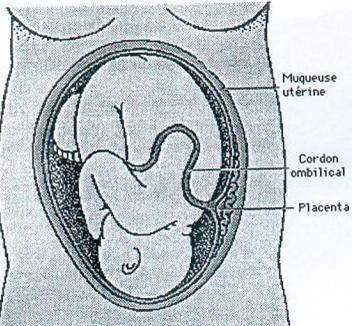 Muqueuse
utérine
Cordon
ombilical
Placenta